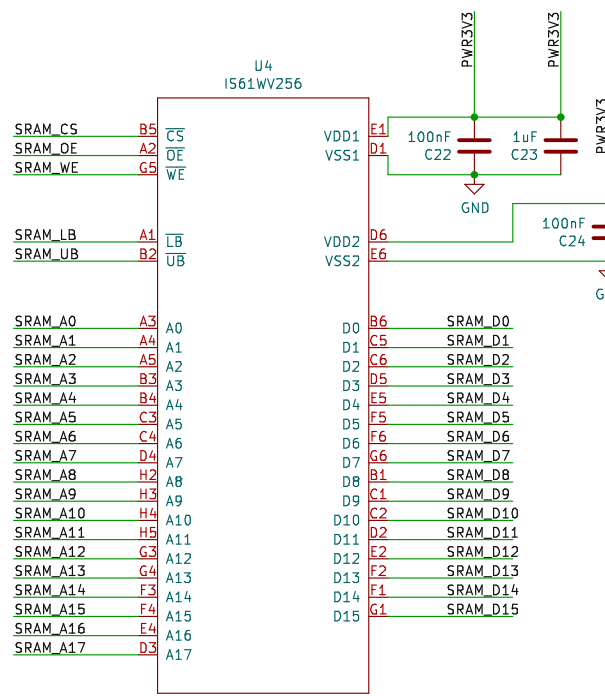 PWR3V3
PWR3V3
PWR3V3
U4
IS61WV256
SRAM_CS B5 CS
SRAM_OE A2 OE
SRAM_WE G5 WE
VDD1 E1
VSS1 D1
100nF
C22
1uF
C23
GND
SRAM_LB A1 LB
SRAM_UB B2 UB
VDD2 D6
VSS2 E6
100nF
C24
G
SRAM_A0 A3 A0 D0 B6 SRAM_D0
SRAM_A1 A4 A1 D1 C5 SRAM_D1
SRAM_A2 A5 A2 D2 C6 SRAM_D2
SRAM_A3 B3 A3 D3 D5 SRAM_D3
SRAM_A4 B4 A4 D4 E5 SRAM_D4
SRAM_A5 C3 A5 D5 F5 SRAM_D5
SRAM_A6 C4 A6 D6 F6 SRAM_D6
SRAM_A7 D4 A7 D7 G6 SRAM_D7
SRAM_A8 H2 A8 D8 B1 SRAM_D8
SRAM_A9 H3 A9 D9 C1 SRAM_D9
SRAM_A10 H4 A10 D10 C2 SRAM_D10
SRAM_A11 H5 A11 D11 D2 SRAM_D11
SRAM_A12 G3 A12 D12 E2 SRAM_D12
SRAM_A13 G4 A13 D13 F2 SRAM_D13
SRAM_A14 F3 A14 D14 F1 SRAM_D14
SRAM_A15 F4 A15 D15 G1 SRAM_D15
SRAM_A16 E4 A16
SRAM_A17 D3 A17